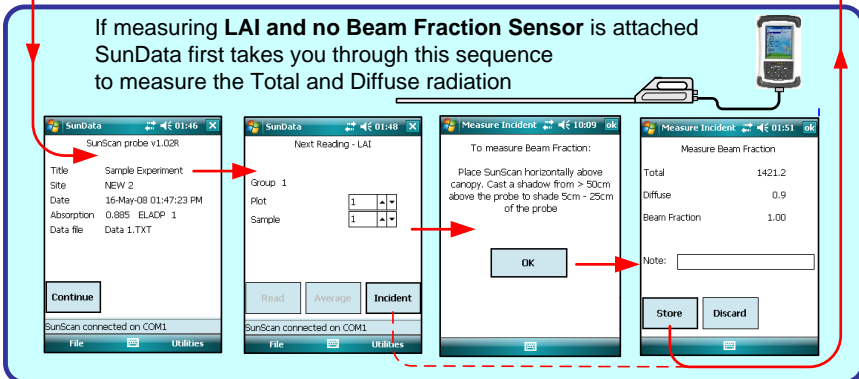 If measuring LAI and no Beam Fraction Sensor is attached
SunData first takes you through this sequence
to measure the Total and Diffuse radiation
SunData 01:46
SunScan probe v1.02R
Title Sample Experiment
Site NEW 2
Date 16-May-08 01:47:23 PM
Absorption 0.885 ELADP 1
Data file Data 1.TXT
Continue
SunScan connected on COM1
File Utilities
SunData 01:48
Next Reading - LAI
Group 1
Plot 1
Sample 1
Read Average Incident
SunScan connected on COM1
File Utilities
Measure Incident 10:09 ok
To measure Beam Fraction:
Place SunScan horizontally above
canopy. Cast a shadow from > 50cm
above the probe to shade 5cm - 25cm
of the probe
OK
Measure Incident 01:51 ok
Measure Beam Fraction
Total 1421.2
Diffuse 0.9
Beam Fraction 1.00
Note:
Store Discard